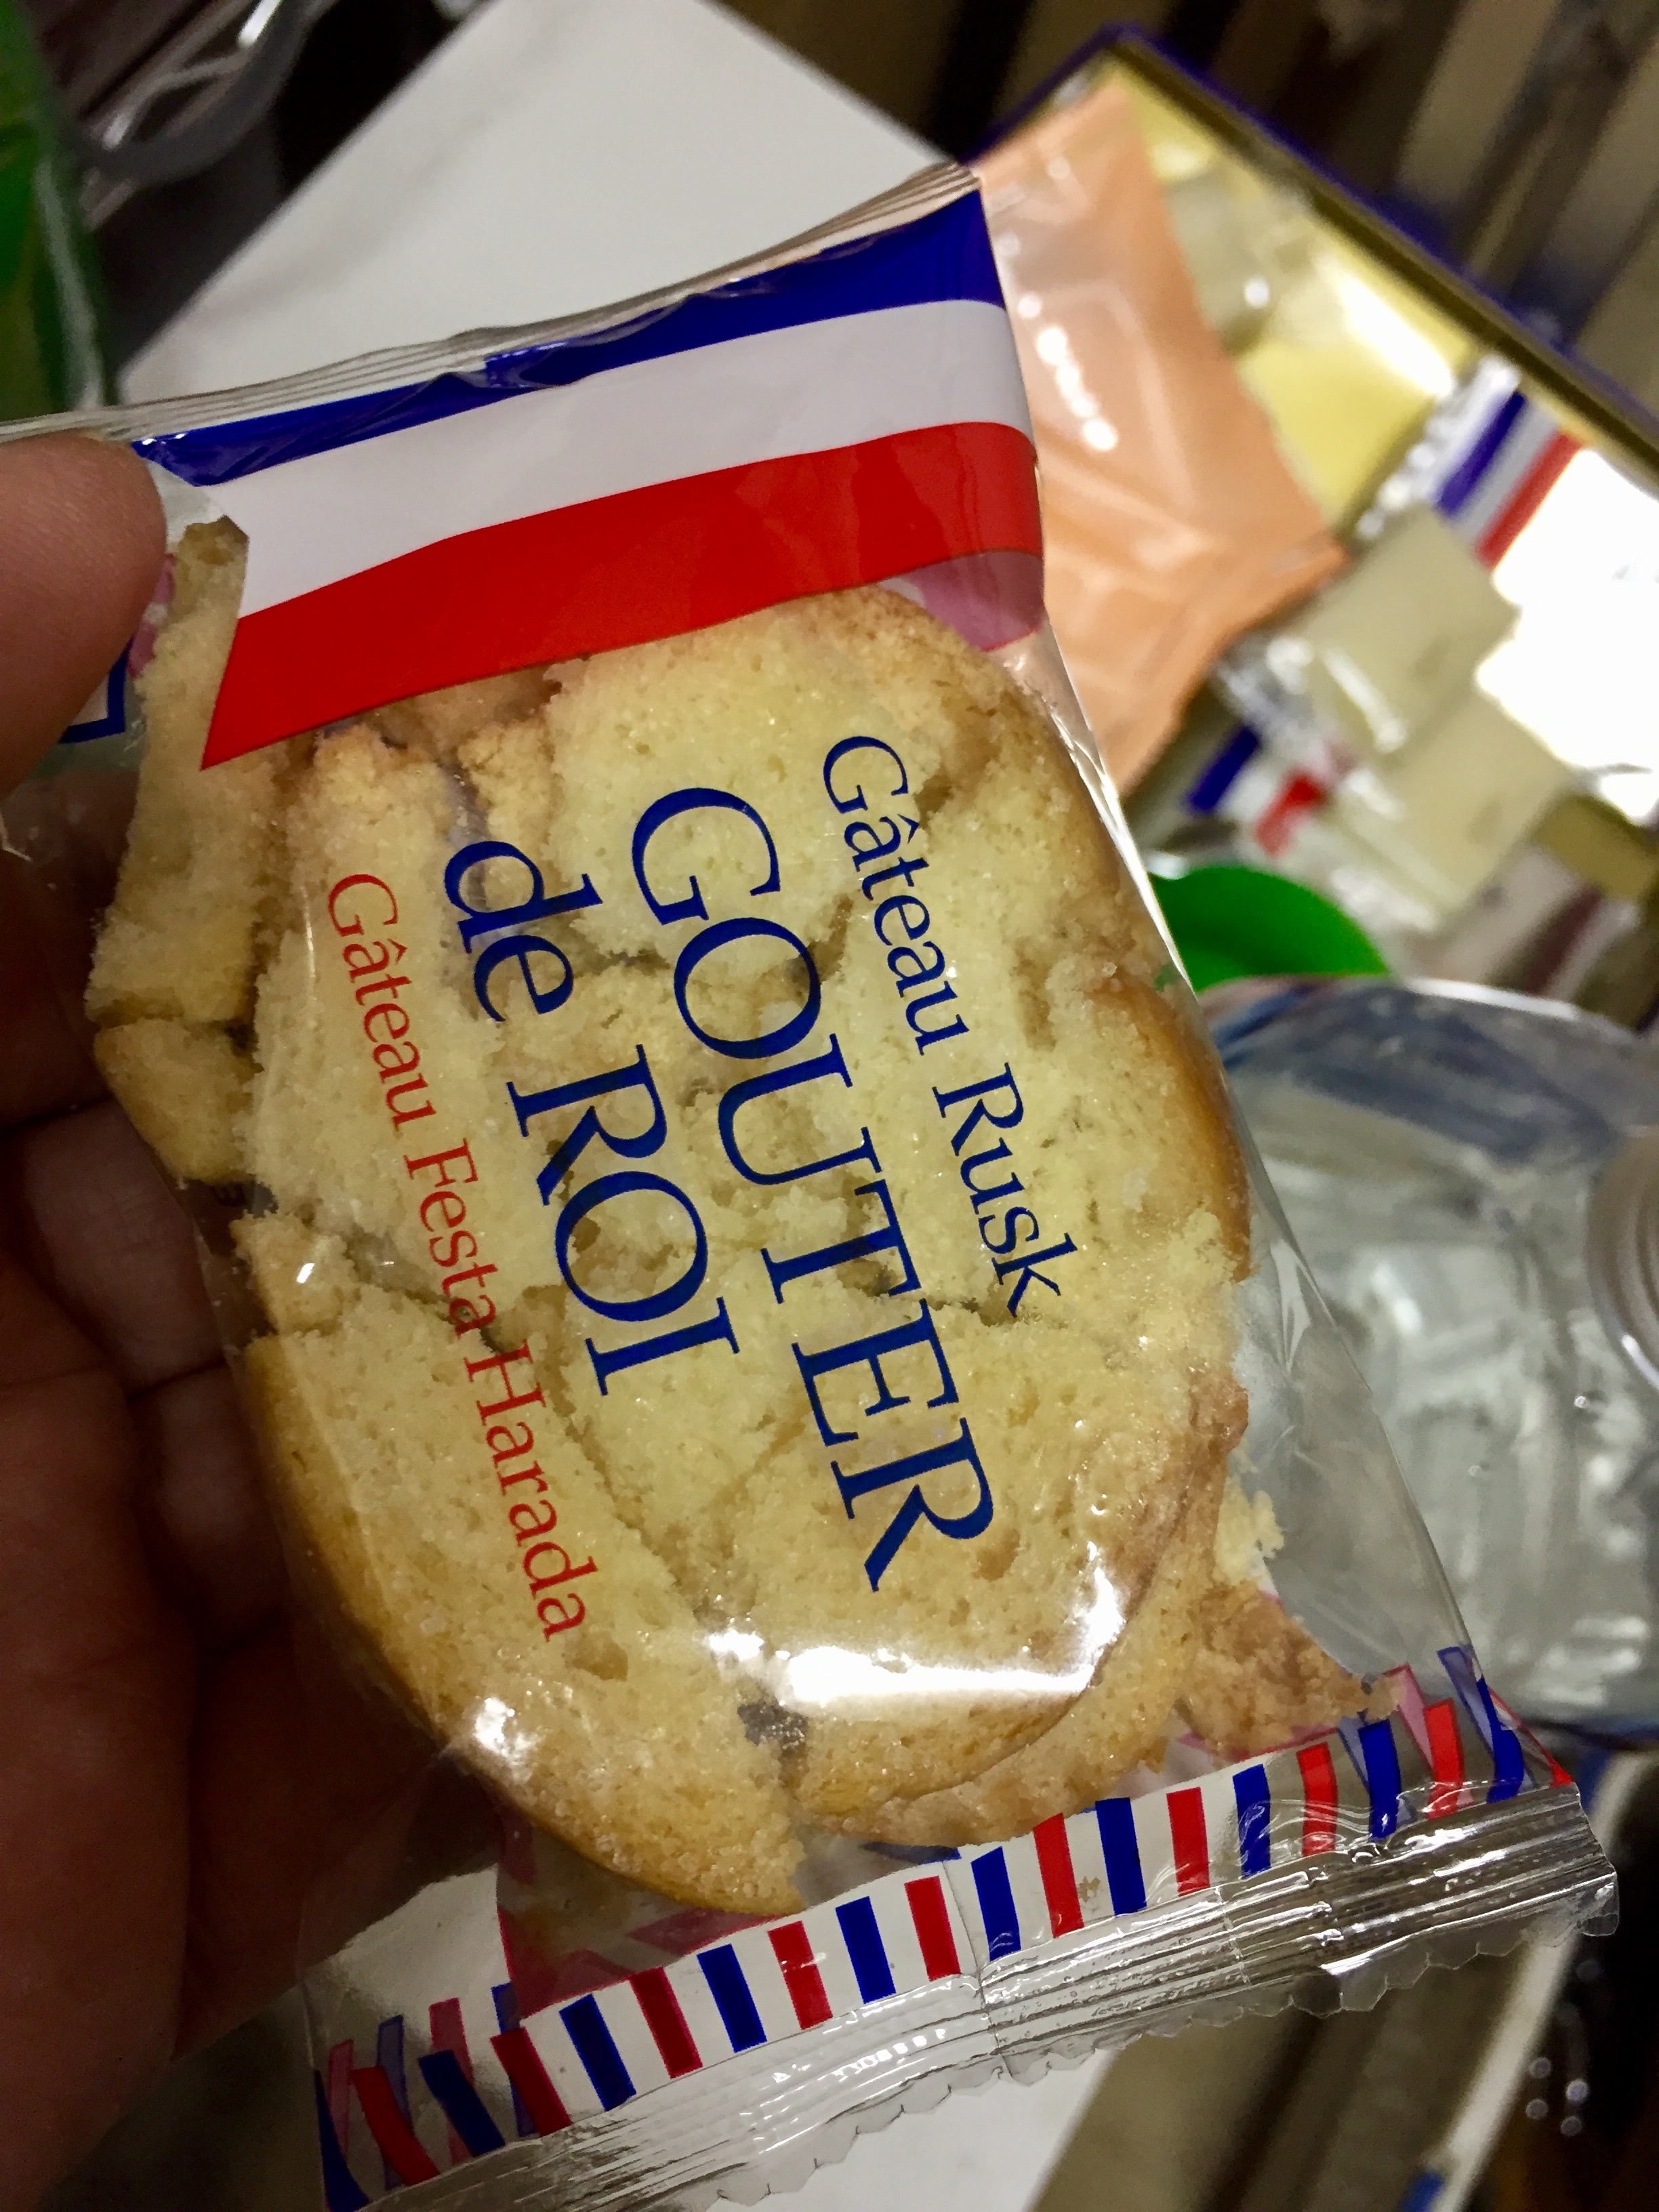 Gâteau Rusk
GOUTER
de ROI
Gâteau Festa Harada